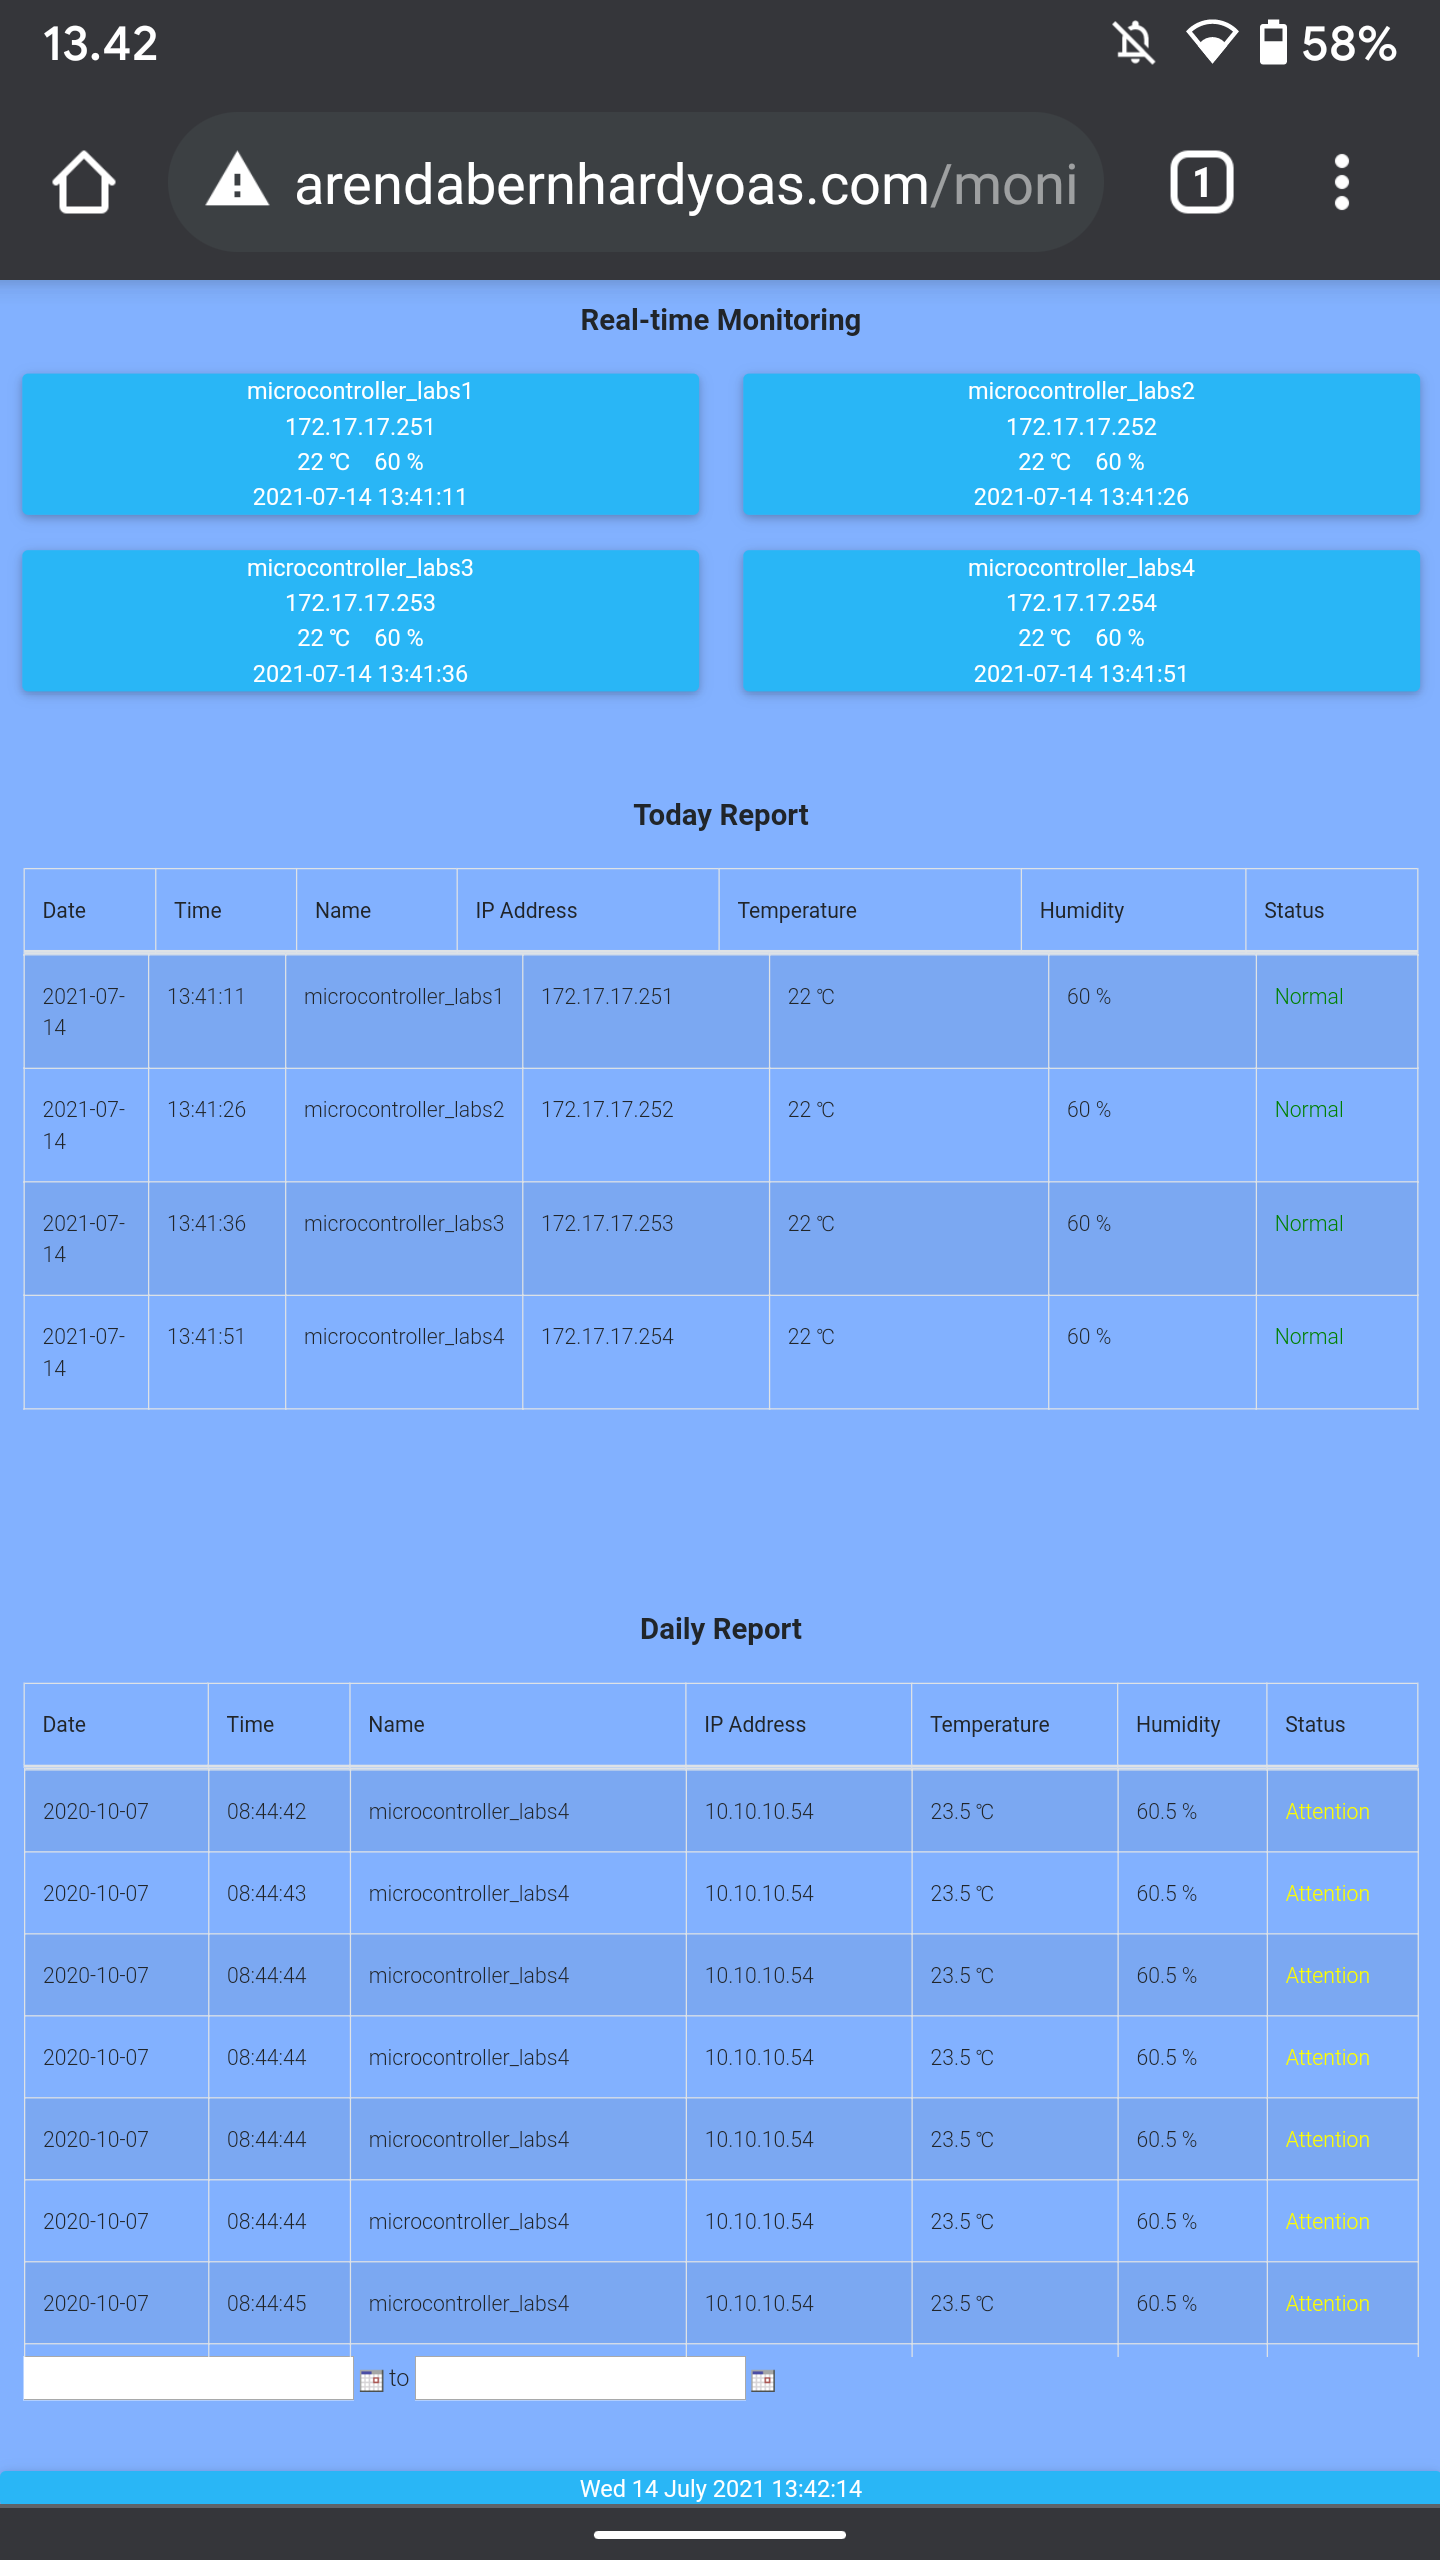 13.42
58%
arendabernhardyoas.com/moni
1
Real-time Monitoring
microcontroller_labs1
172.17.17.251
22 ℃ 60 %
2021-07-14 13:41:11
microcontroller_labs2
172.17.17.252
22 ℃ 60 %
2021-07-14 13:41:26
microcontroller_labs3
172.17.17.253
22 ℃ 60 %
2021-07-14 13:41:36
microcontroller_labs4
172.17.17.254
22 ℃ 60 %
2021-07-14 13:41:51
Today Report
Date Time Name IP Address Temperature Humidity Status
2021-07- 13:41:11 microcontroller_labs1 172.17.17.251 22 ℃ 60 % Normal
14
2021-07- 13:41:26 microcontroller_labs2 172.17.17.252 22 ℃ 60 % Normal
14
2021-07- 13:41:36 microcontroller_labs3 172.17.17.253 22 ℃ 60 % Normal
14
2021-07- 13:41:51 microcontroller_labs4 172.17.17.254 22 ℃ 60 % Normal
14
Daily Report
Date Time Name IP Address Temperature Humidity Status
2020-10-07 08:44:42 microcontroller_labs4 10.10.10.54 23.5 ℃ 60.5 % Attention
2020-10-07 08:44:43 microcontroller_labs4 10.10.10.54 23.5 ℃ 60.5 % Attention
2020-10-07 08:44:44 microcontroller_labs4 10.10.10.54 23.5 ℃ 60.5 % Attention
2020-10-07 08:44:44 microcontroller_labs4 10.10.10.54 23.5 ℃ 60.5 % Attention
2020-10-07 08:44:44 microcontroller_labs4 10.10.10.54 23.5 ℃ 60.5 % Attention
2020-10-07 08:44:44 microcontroller_labs4 10.10.10.54 23.5 ℃ 60.5 % Attention
2020-10-07 08:44:45 microcontroller_labs4 10.10.10.54 23.5 ℃ 60.5 % Attention
to
Wed 14 July 2021 13:42:14